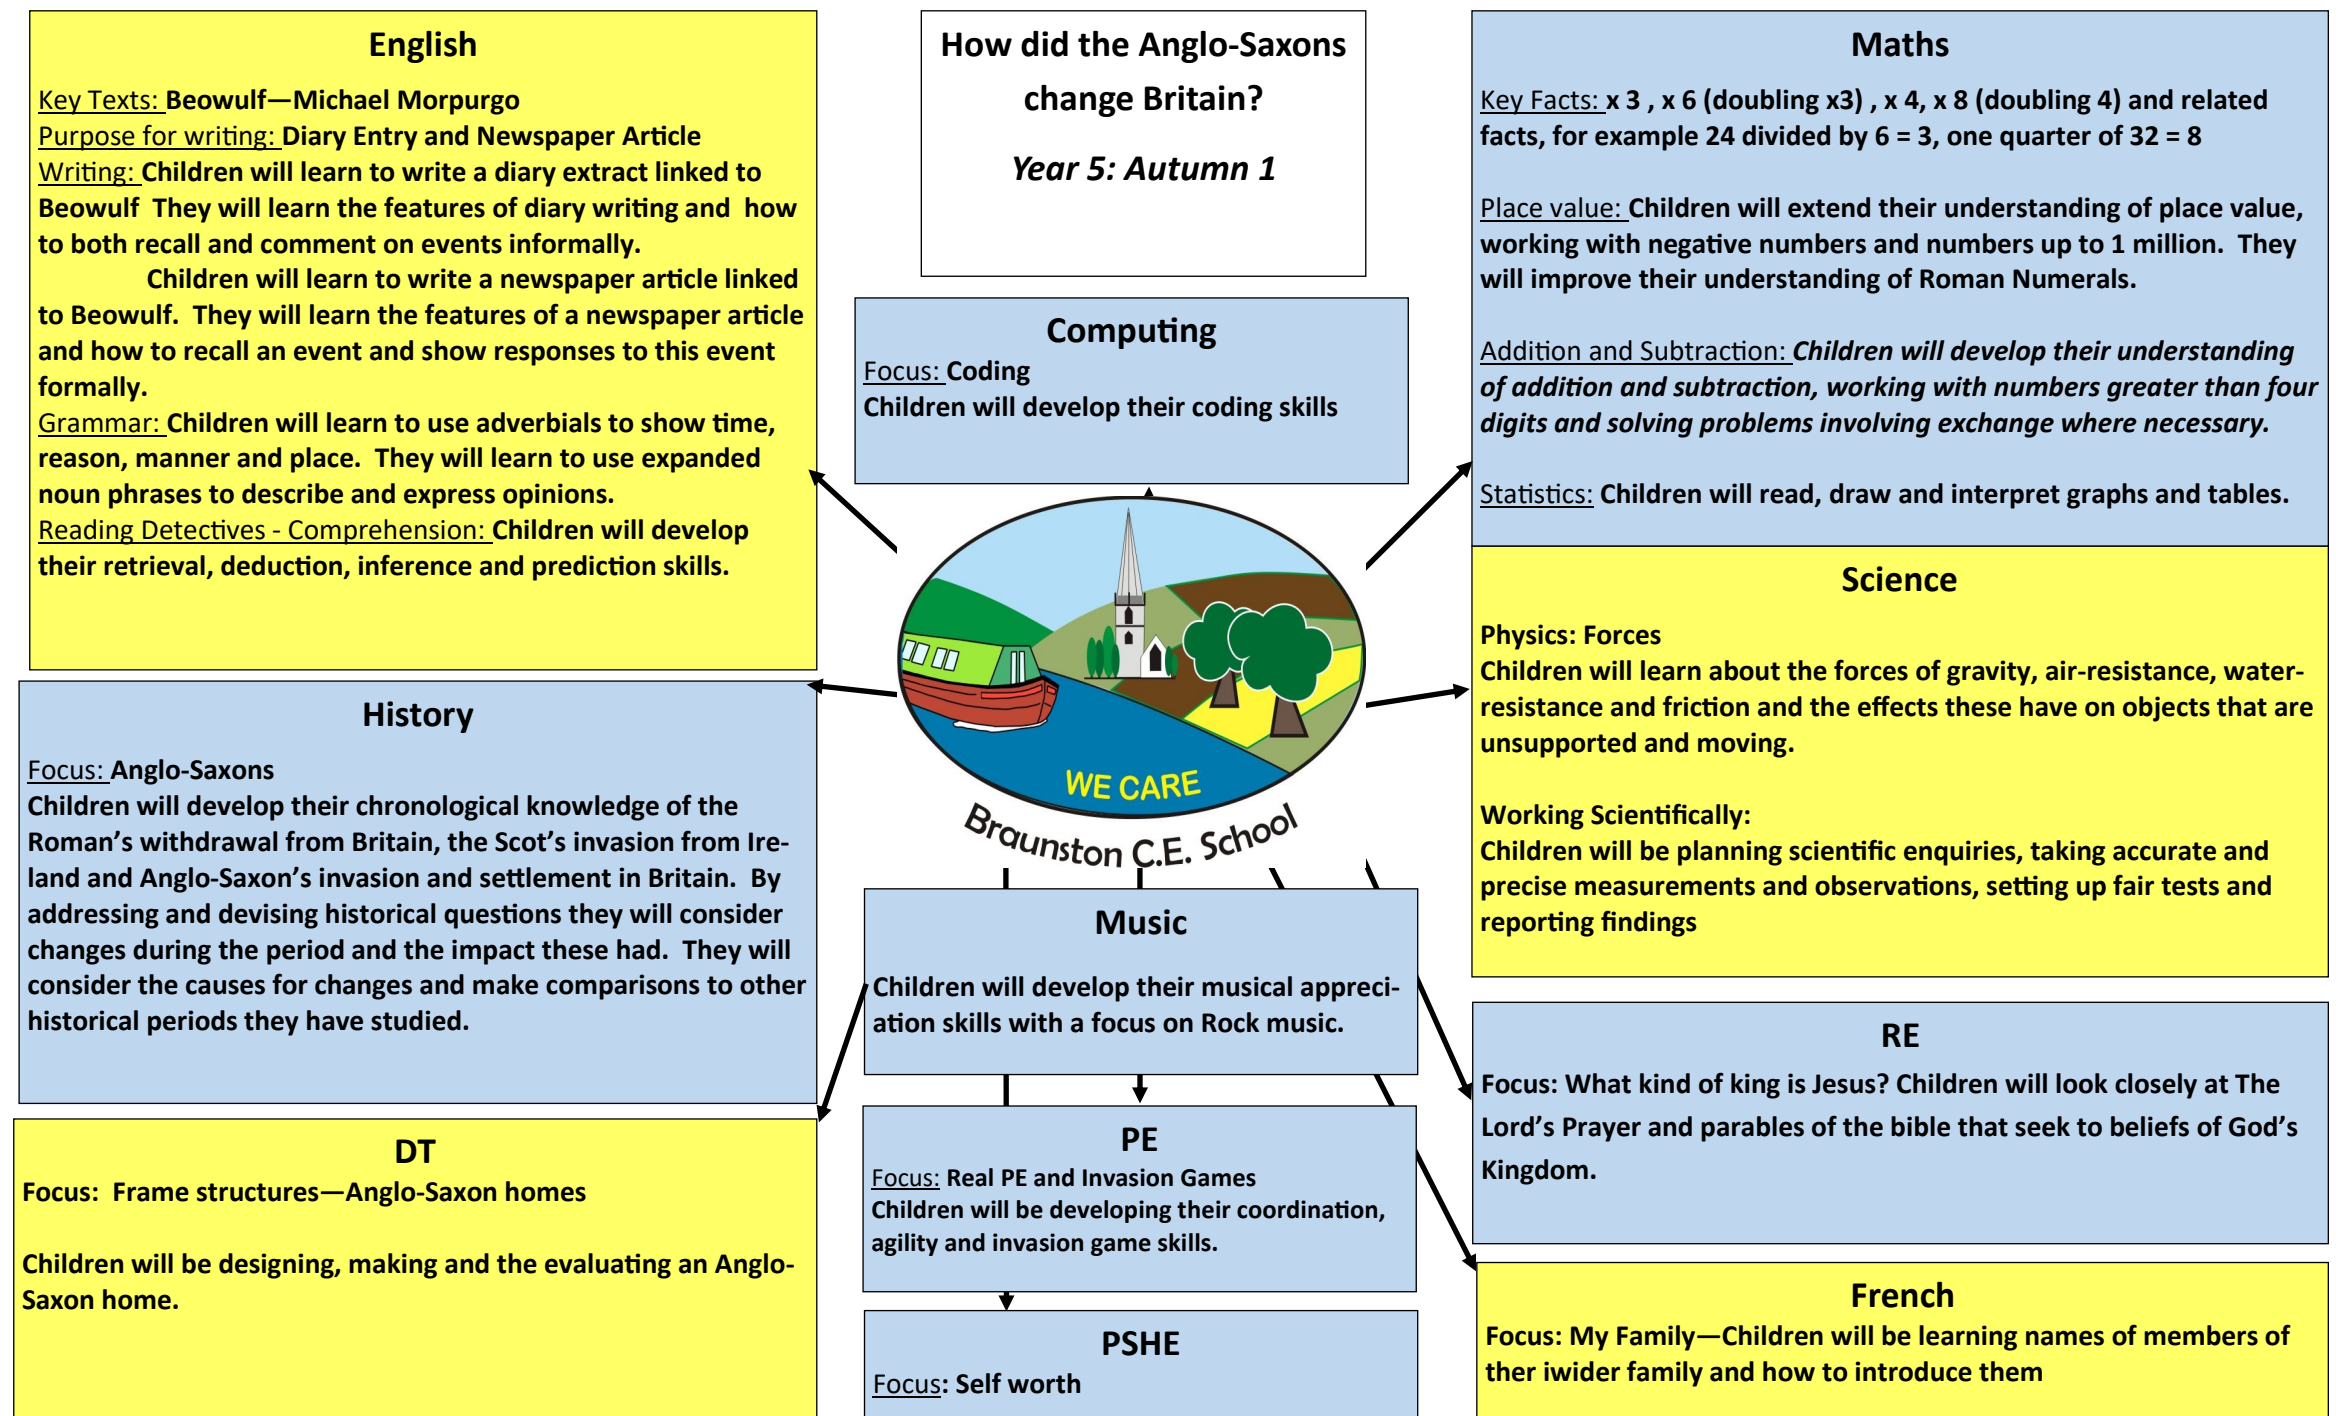 English
Key Texts: Beowulf—Michael Morpurgo
Purpose for writing: Diary Entry and Newspaper Article
Writing: Children will learn to write a diary extract linked to
Beowulf  They will learn the features of diary writing and  how
to both recall and comment on events informally.
Children will learn to write a newspaper article linked
to Beowulf.  They will learn the features of a newspaper article
and how to recall an event and show responses to this event
formally.
Grammar: Children will learn to use adverbials to show time,
reason, manner and place.  They will learn to use expanded
noun phrases to describe and express opinions.
Reading Detectives - Comprehension: Children will develop
their retrieval, deduction, inference and prediction skills.
How did the Anglo-Saxons
change Britain?
Year 5: Autumn 1
Computing
Focus: Coding
Children will develop their coding skills
Maths
Key Facts: x 3 , x 6 (doubling x3) , x 4, x 8 (doubling 4) and related
facts, for example 24 divided by 6 = 3, one quarter of 32 = 8
Place value: Children will extend their understanding of place value,
working with negative numbers and numbers up to 1 million.  They
will improve their understanding of Roman Numerals.
Addition and Subtraction: Children will develop their understanding
of addition and subtraction, working with numbers greater than four
digits and solving problems involving exchange where necessary.
Statistics: Children will read, draw and interpret graphs and tables.
WE CARE
Braunston C.E. School
Science
Physics: Forces
Children will learn about the forces of gravity, air-resistance, water-
resistance and friction and the effects these have on objects that are
unsupported and moving.
Working Scientifically:
Children will be planning scientific enquiries, taking accurate and
precise measurements and observations, setting up fair tests and
reporting findings
History
Focus: Anglo-Saxons
Children will develop their chronological knowledge of the
Roman’s withdrawal from Britain, the Scot’s invasion from Ire-
land and Anglo-Saxon’s invasion and settlement in Britain.  By
addressing and devising historical questions they will consider
changes during the period and the impact these had.  They will
consider the causes for changes and make comparisons to other
historical periods they have studied.
Music
Children will develop their musical appreci-
ation skills with a focus on Rock music.
RE
Focus: What kind of king is Jesus? Children will look closely at The
Lord’s Prayer and parables of the bible that seek to beliefs of God’s
Kingdom.
DT
Focus:  Frame structures—Anglo-Saxon homes
Children will be designing, making and the evaluating an Anglo-
Saxon home.
PE
Focus: Real PE and Invasion Games
Children will be developing their coordination,
agility and invasion game skills.
PSHE
Focus: Self worth
French
Focus: My Family—Children will be learning names of members of
ther iwider family and how to introduce them